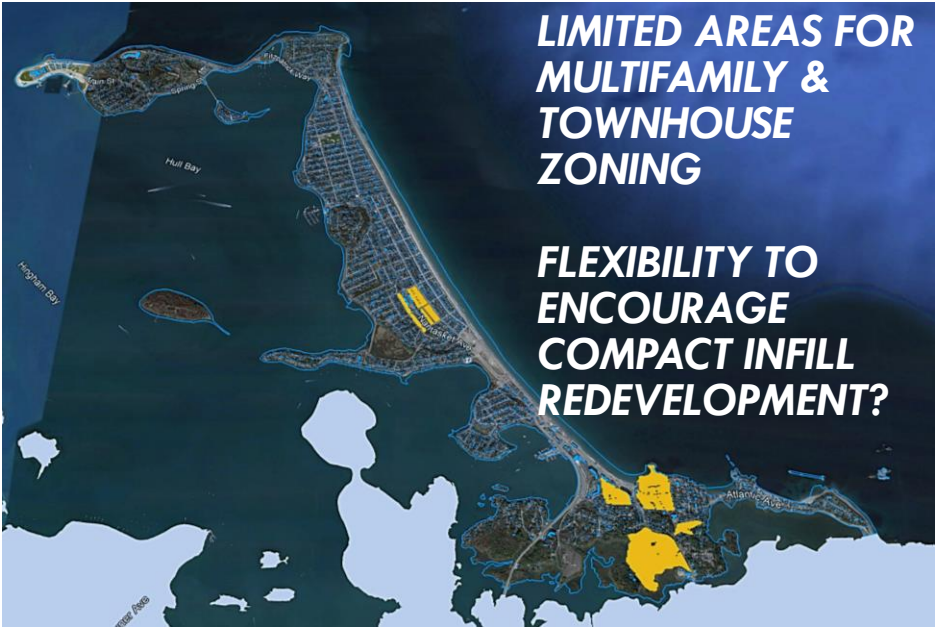 LIMITED AREAS FOR
MULTIFAMILY &
TOWNHOUSE
ZONING
FLEXIBILITY TO
ENCOURAGE
COMPACT INFILL
REDEVELOPMENT?
Hull Bay
Hingham Bay
Atlantic Ave